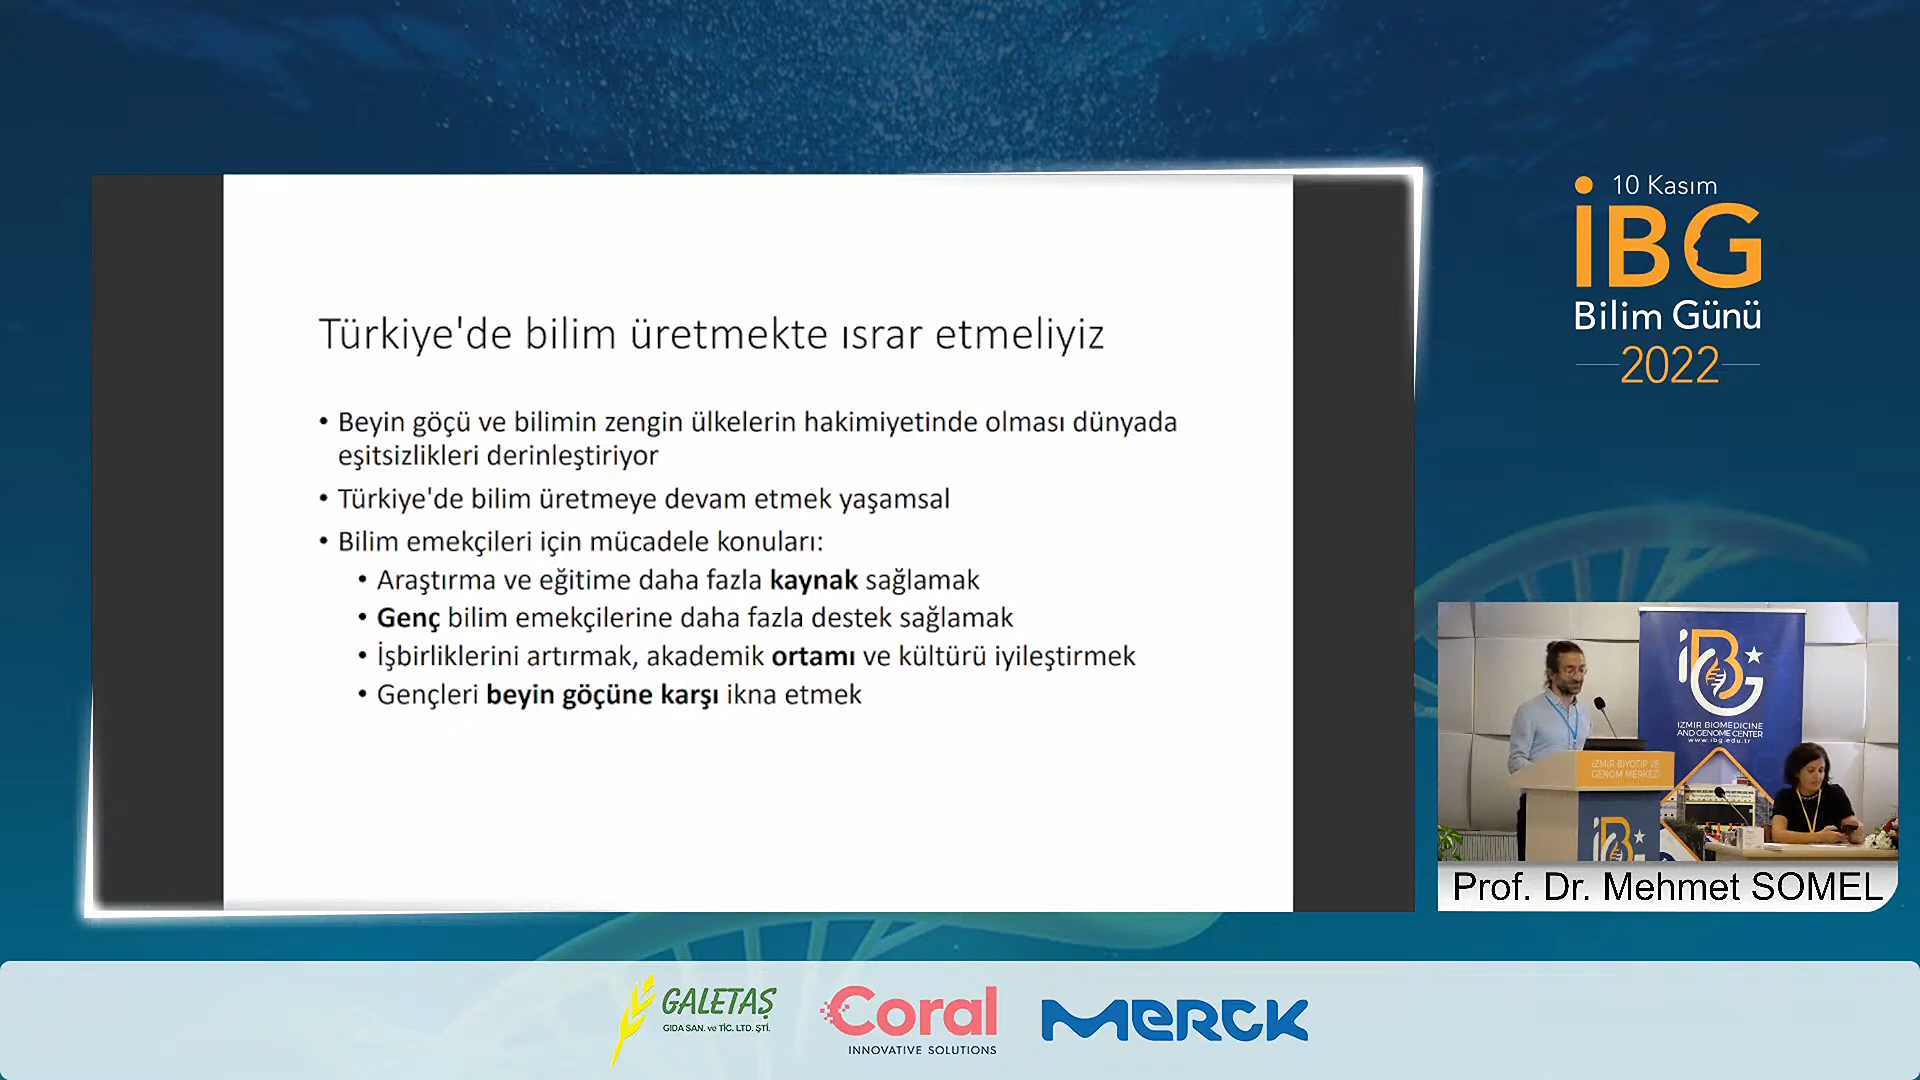 10 Kasım
İBG
Bilim Günü
2022
Türkiye'de bilim üretmekte ısrar etmeliyiz
• Beyin göçü ve bilimin zengin ülkelerin hakimiyetinde olması dünyada
eşitsizlikleri derinleştiriyor
• Türkiye'de bilim üretmeye devam etmek yaşamsal
• Bilim emekçileri için mücadele konuları:
• Araştırma ve eğitime daha fazla kaynak sağlamak
• Genç bilim emekçilerine daha fazla destek sağlamak
• İşbirliklerini artırmak, akademik ortamı ve kültürü iyileştirmek
• Gençleri beyin göçüne karşı ikna etmek
iBG
IZMIR BIOMEDICINE
AND GENOME CENTER
www.ibg.edu.tr
İZMİR BİYOTIP VE
GENOM MERKEZİ
Prof. Dr. Mehmet SOMEL
GALETAŞ
GIDA SAN. ve TİC. LTD. ŞTİ.
Coral
INNOVATIVE SOLUTIONS
MERCK